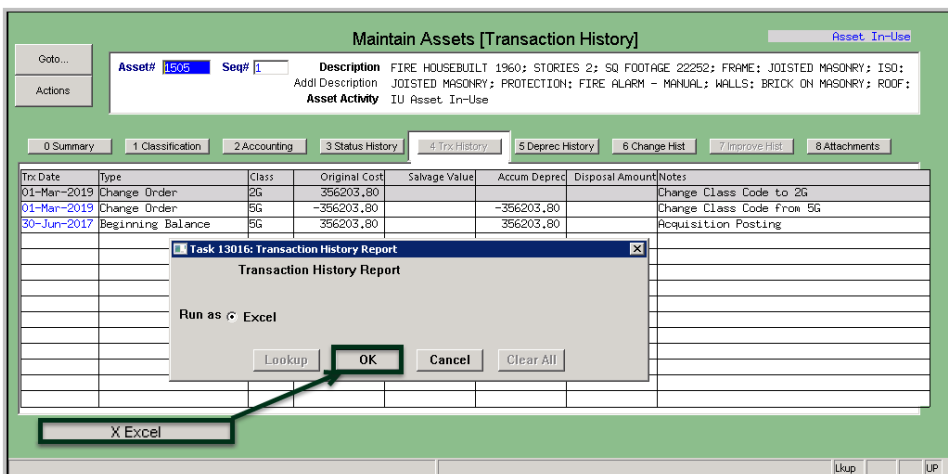 Maintain Assets [Transaction History]
Asset In-Use
Goto...
Actions
Asset# 1505 Seq# 1 Description FIRE HOUSEBUILT 1960; STORIES 2; SQ FOOTAGE 22252; FRAME: JOISTED MASONRY; ISO:
Addl Description JOISTED MASONRY; PROTECTION: FIRE ALARM - MANUAL; WALLS: BRICK ON MASONRY; ROOF:
Asset Activity IU Asset In-Use
0 Summary 1 Classification 2 Accounting 3 Status History 4 Trx History 5 Deprec History 6 Change Hist 7 Improve Hist 8 Attachments
Trx Date Type Class Original Cost Salvage Value Accum Deprec Disposal Amount Notes
01-Mar-2019 Change Order 2G 356203.80 Change Class Code to 2G
01-Mar-2019 Change Order 5G -356203.80 -356203.80 Change Class Code from 5G
30-Jun-2017 Beginning Balance 5G 356203.80 356203.80 Acquisition Posting
Task 13016: Transaction History Report
Transaction History Report
Run as Excel
Lookup OK Cancel Clear All
X Excel
Lkup UP